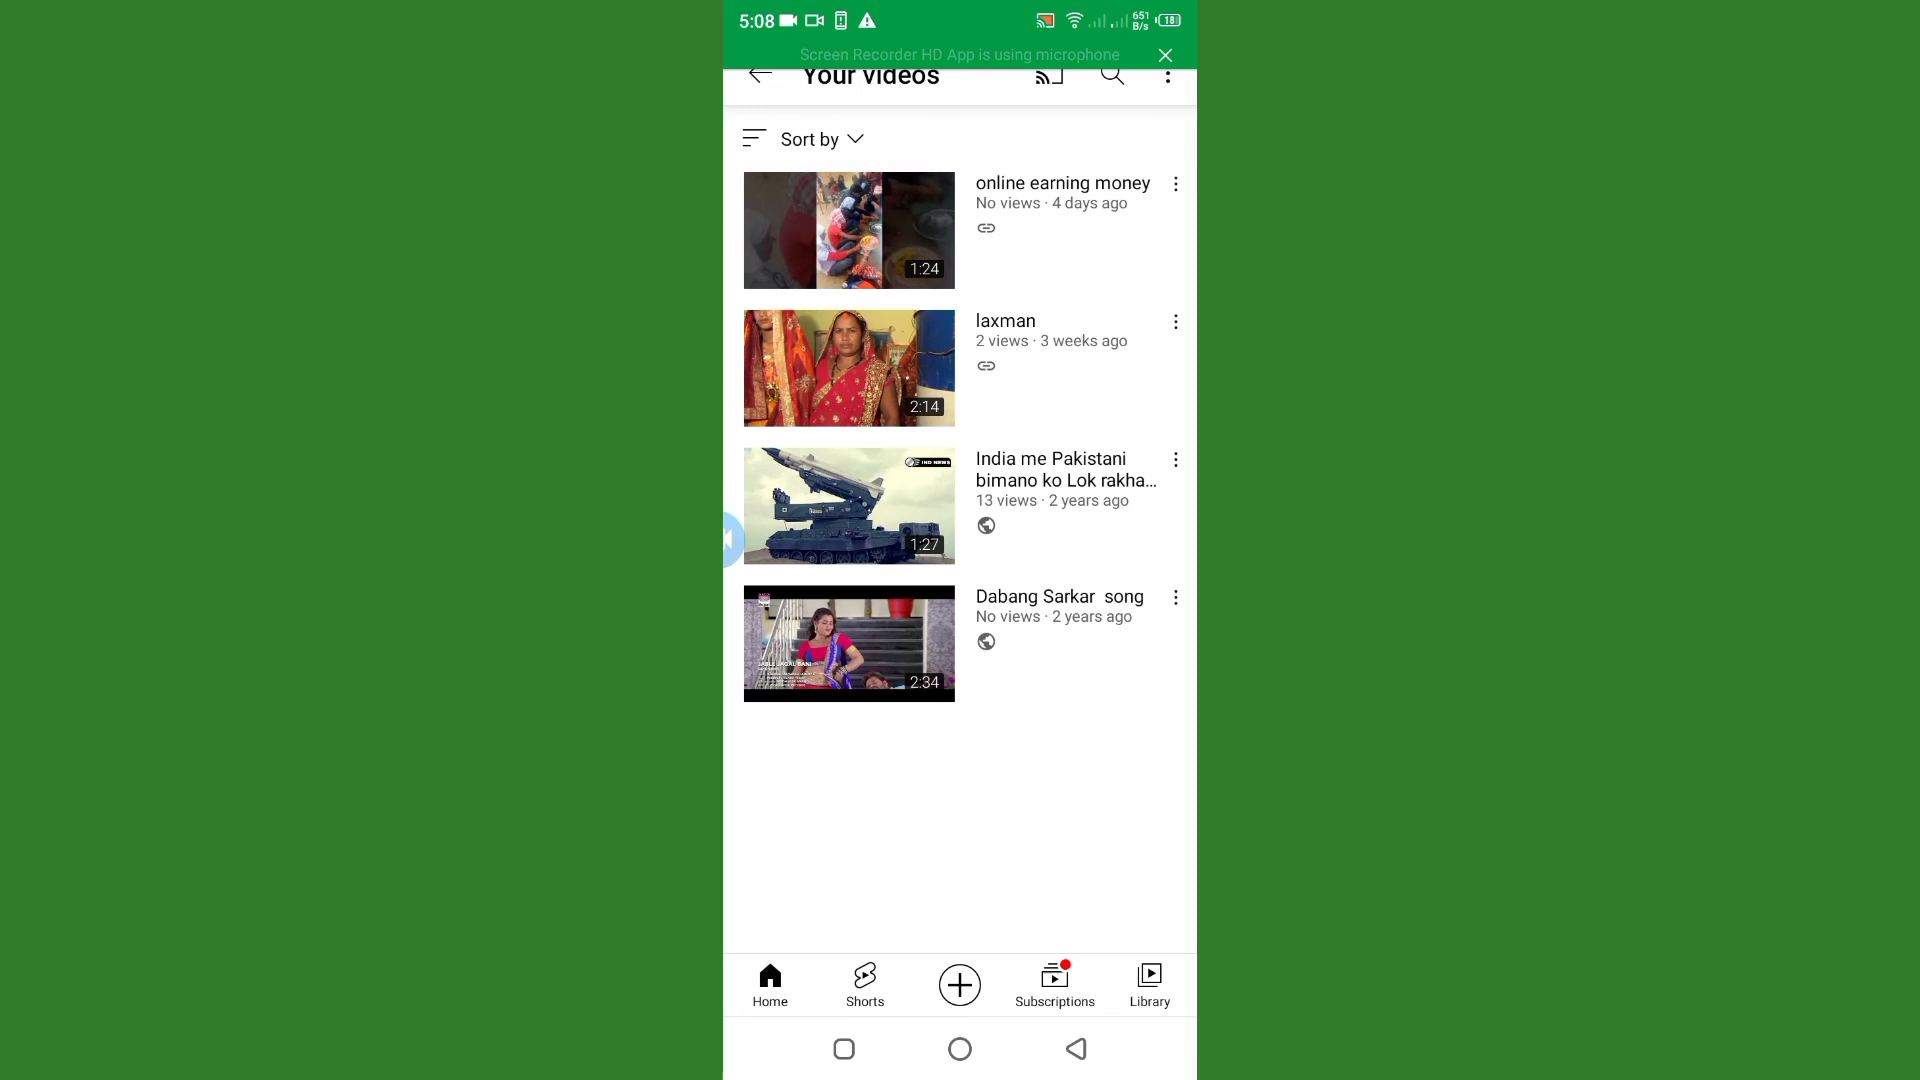 5:08
651
B/s
18
Screen Recorder HD App is using microphone
Your videos
Sort by
online earning money
No views · 4 days ago
1:24
laxman
2 views · 3 weeks ago
2:14
IND NEWS
India me Pakistani
bimano ko Lok rakha...
13 views · 2 years ago
1:27
Dabang Sarkar  song
No views · 2 years ago
2:34
Home
Shorts
Subscriptions
Library